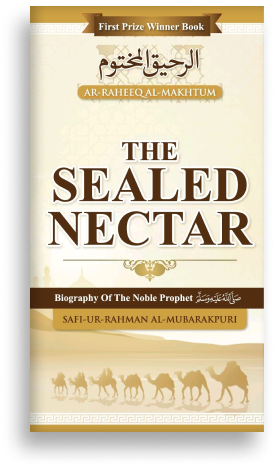 First Prize Winner Book
الرحيق المختوم
AR-RAHEEQ AL-MAKHTUM
THE
SEALED
NECTAR
Biography Of The Noble Prophet ﷺ
SAFI-UR-RAHMAN AL-MUBARAKPURI